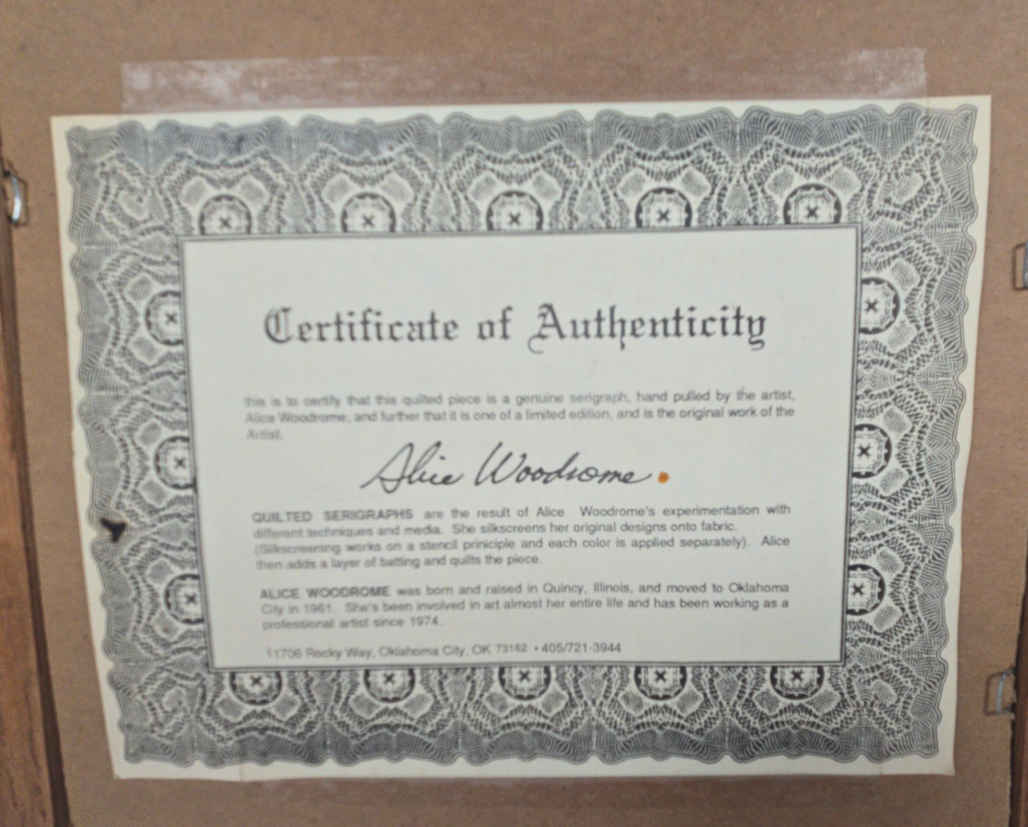 Certificate of Authenticity
this is to certify that this quilted piece is a genuine serigraph, hand pulled by the artist,
Alice Woodrome, and further that it is one of a limited edition, and is the original work of the
Artist.
Alice Woodrome
QUILTED SERIGRAPHS are the result of Alice Woodrome's experimentation with
different techniques and media. She silkscreens her original designs onto fabric.
(Silkscreening works on a stencil priniciple and each color is applied separately). Alice
then adds a layer of batting and quilts the piece.
ALICE WOODROME was born and raised in Quincy, Illinois, and moved to Oklahoma
City in 1961. She's been involved in art almost her entire life and has been working as a
professional artist since 1974.
11706 Rocky Way, Oklahoma City, OK 73162 • 405/721-3944